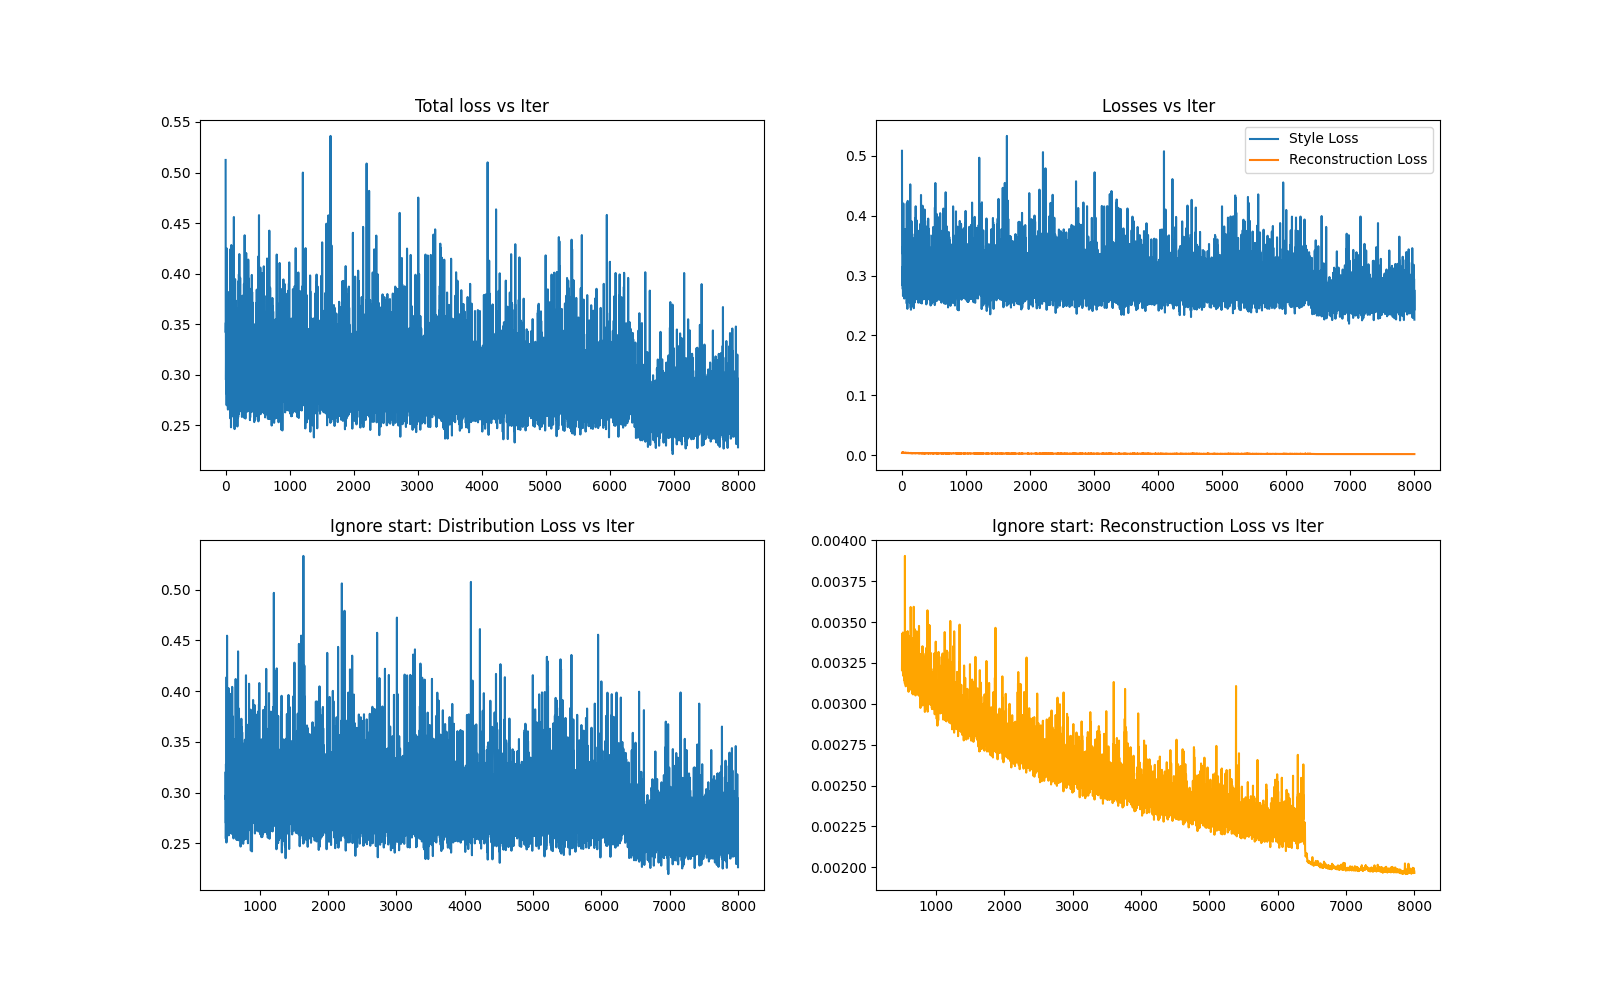 Total loss vs Iter
0.55
0.50
0.45
0.40
0.35
0.30
0.25
0 1000 2000 3000 4000 5000 6000 7000 8000
Losses vs Iter
Style Loss
Reconstruction Loss
0.5
0.4
0.3
0.2
0.1
0.0
0 1000 2000 3000 4000 5000 6000 7000 8000
Ignore start: Distribution Loss vs Iter
0.50
0.45
0.40
0.35
0.30
0.25
1000 2000 3000 4000 5000 6000 7000 8000
Ignore start: Reconstruction Loss vs Iter
0.00400
0.00375
0.00350
0.00325
0.00300
0.00275
0.00250
0.00225
0.00200
1000 2000 3000 4000 5000 6000 7000 8000